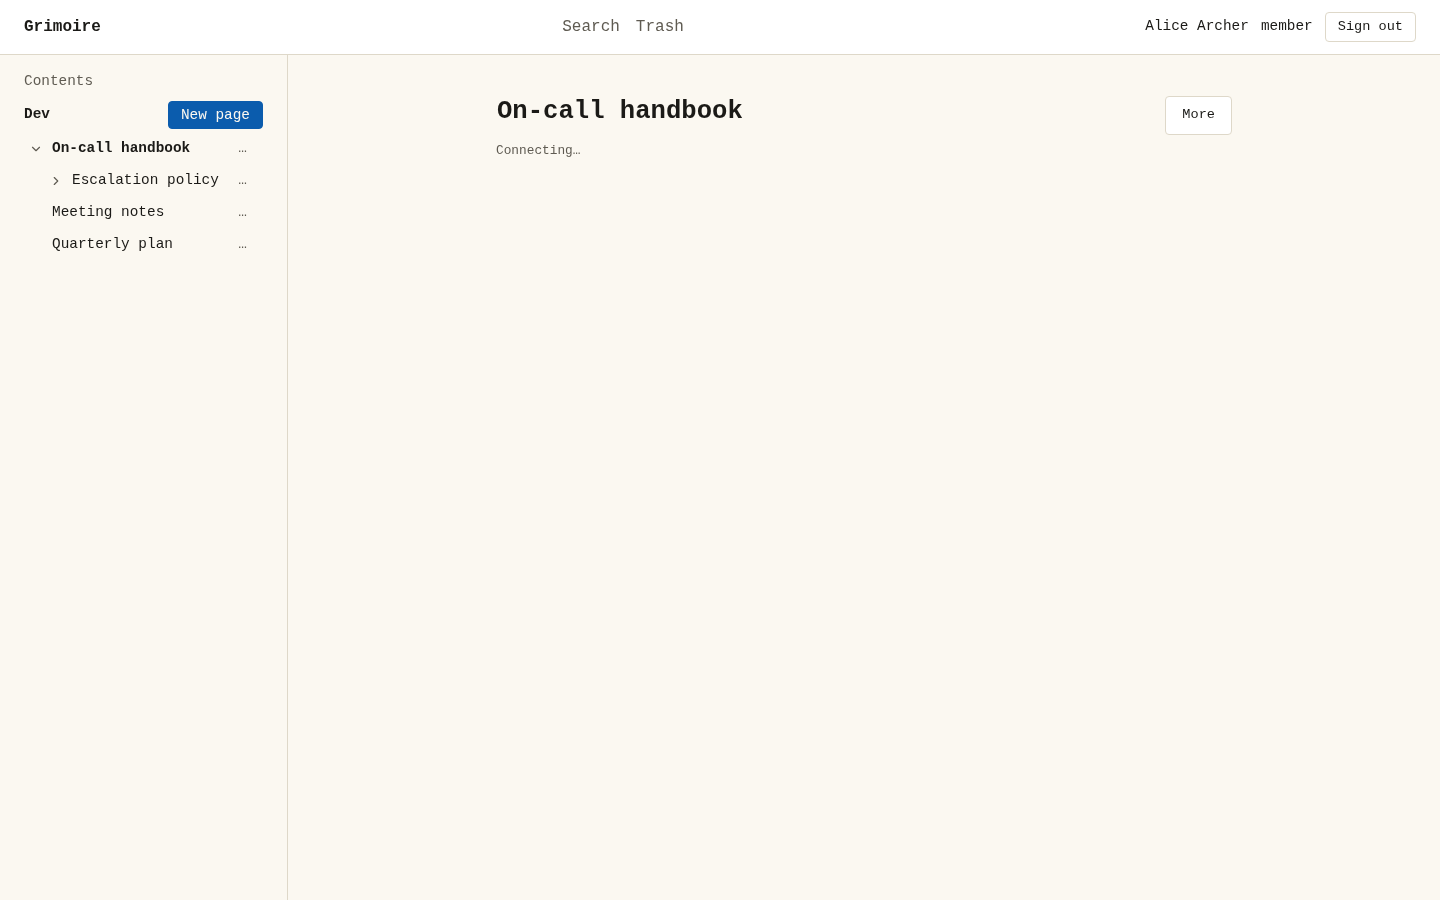 Grimoire
Search Trash
Alice Archer member Sign out
Contents
Dev New page
On-call handbook …
Escalation policy …
Meeting notes …
Quarterly plan …
On-call handbook
More
Connecting…